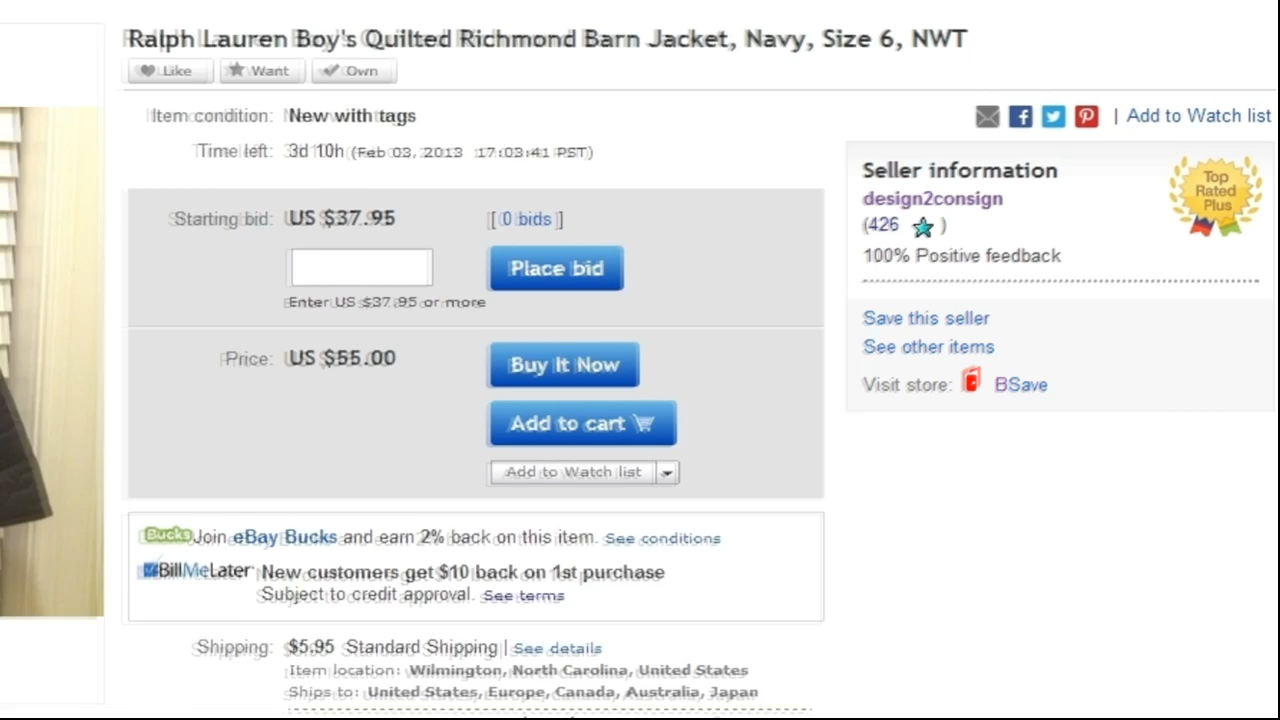 Ralph Lauren Boy's Quilted Richmond Barn Jacket, Navy, Size 6, NWT
Like Want Own
Item condition: New with tags
Time left: 3d 10h (Feb 03, 2013 17:03:41 PST)
Starting bid: US $37.95 [ 0 bids ]
Place bid
Enter US $37.95 or more
Price: US $55.00 Buy It Now
Add to cart
Add to Watch list
Bucks Join eBay Bucks and earn 2% back on this item. See conditions
BillMeLater New customers get $10 back on 1st purchase
Subject to credit approval. See terms
Shipping: $5.95 Standard Shipping | See details
Item location: Wilmington, North Carolina, United States
Ships to: United States, Europe, Canada, Australia, Japan
| Add to Watch list
Seller information
design2consign
(426 )
100% Positive feedback
Top
Rated
Plus
Save this seller
See other items
Visit store: BSave